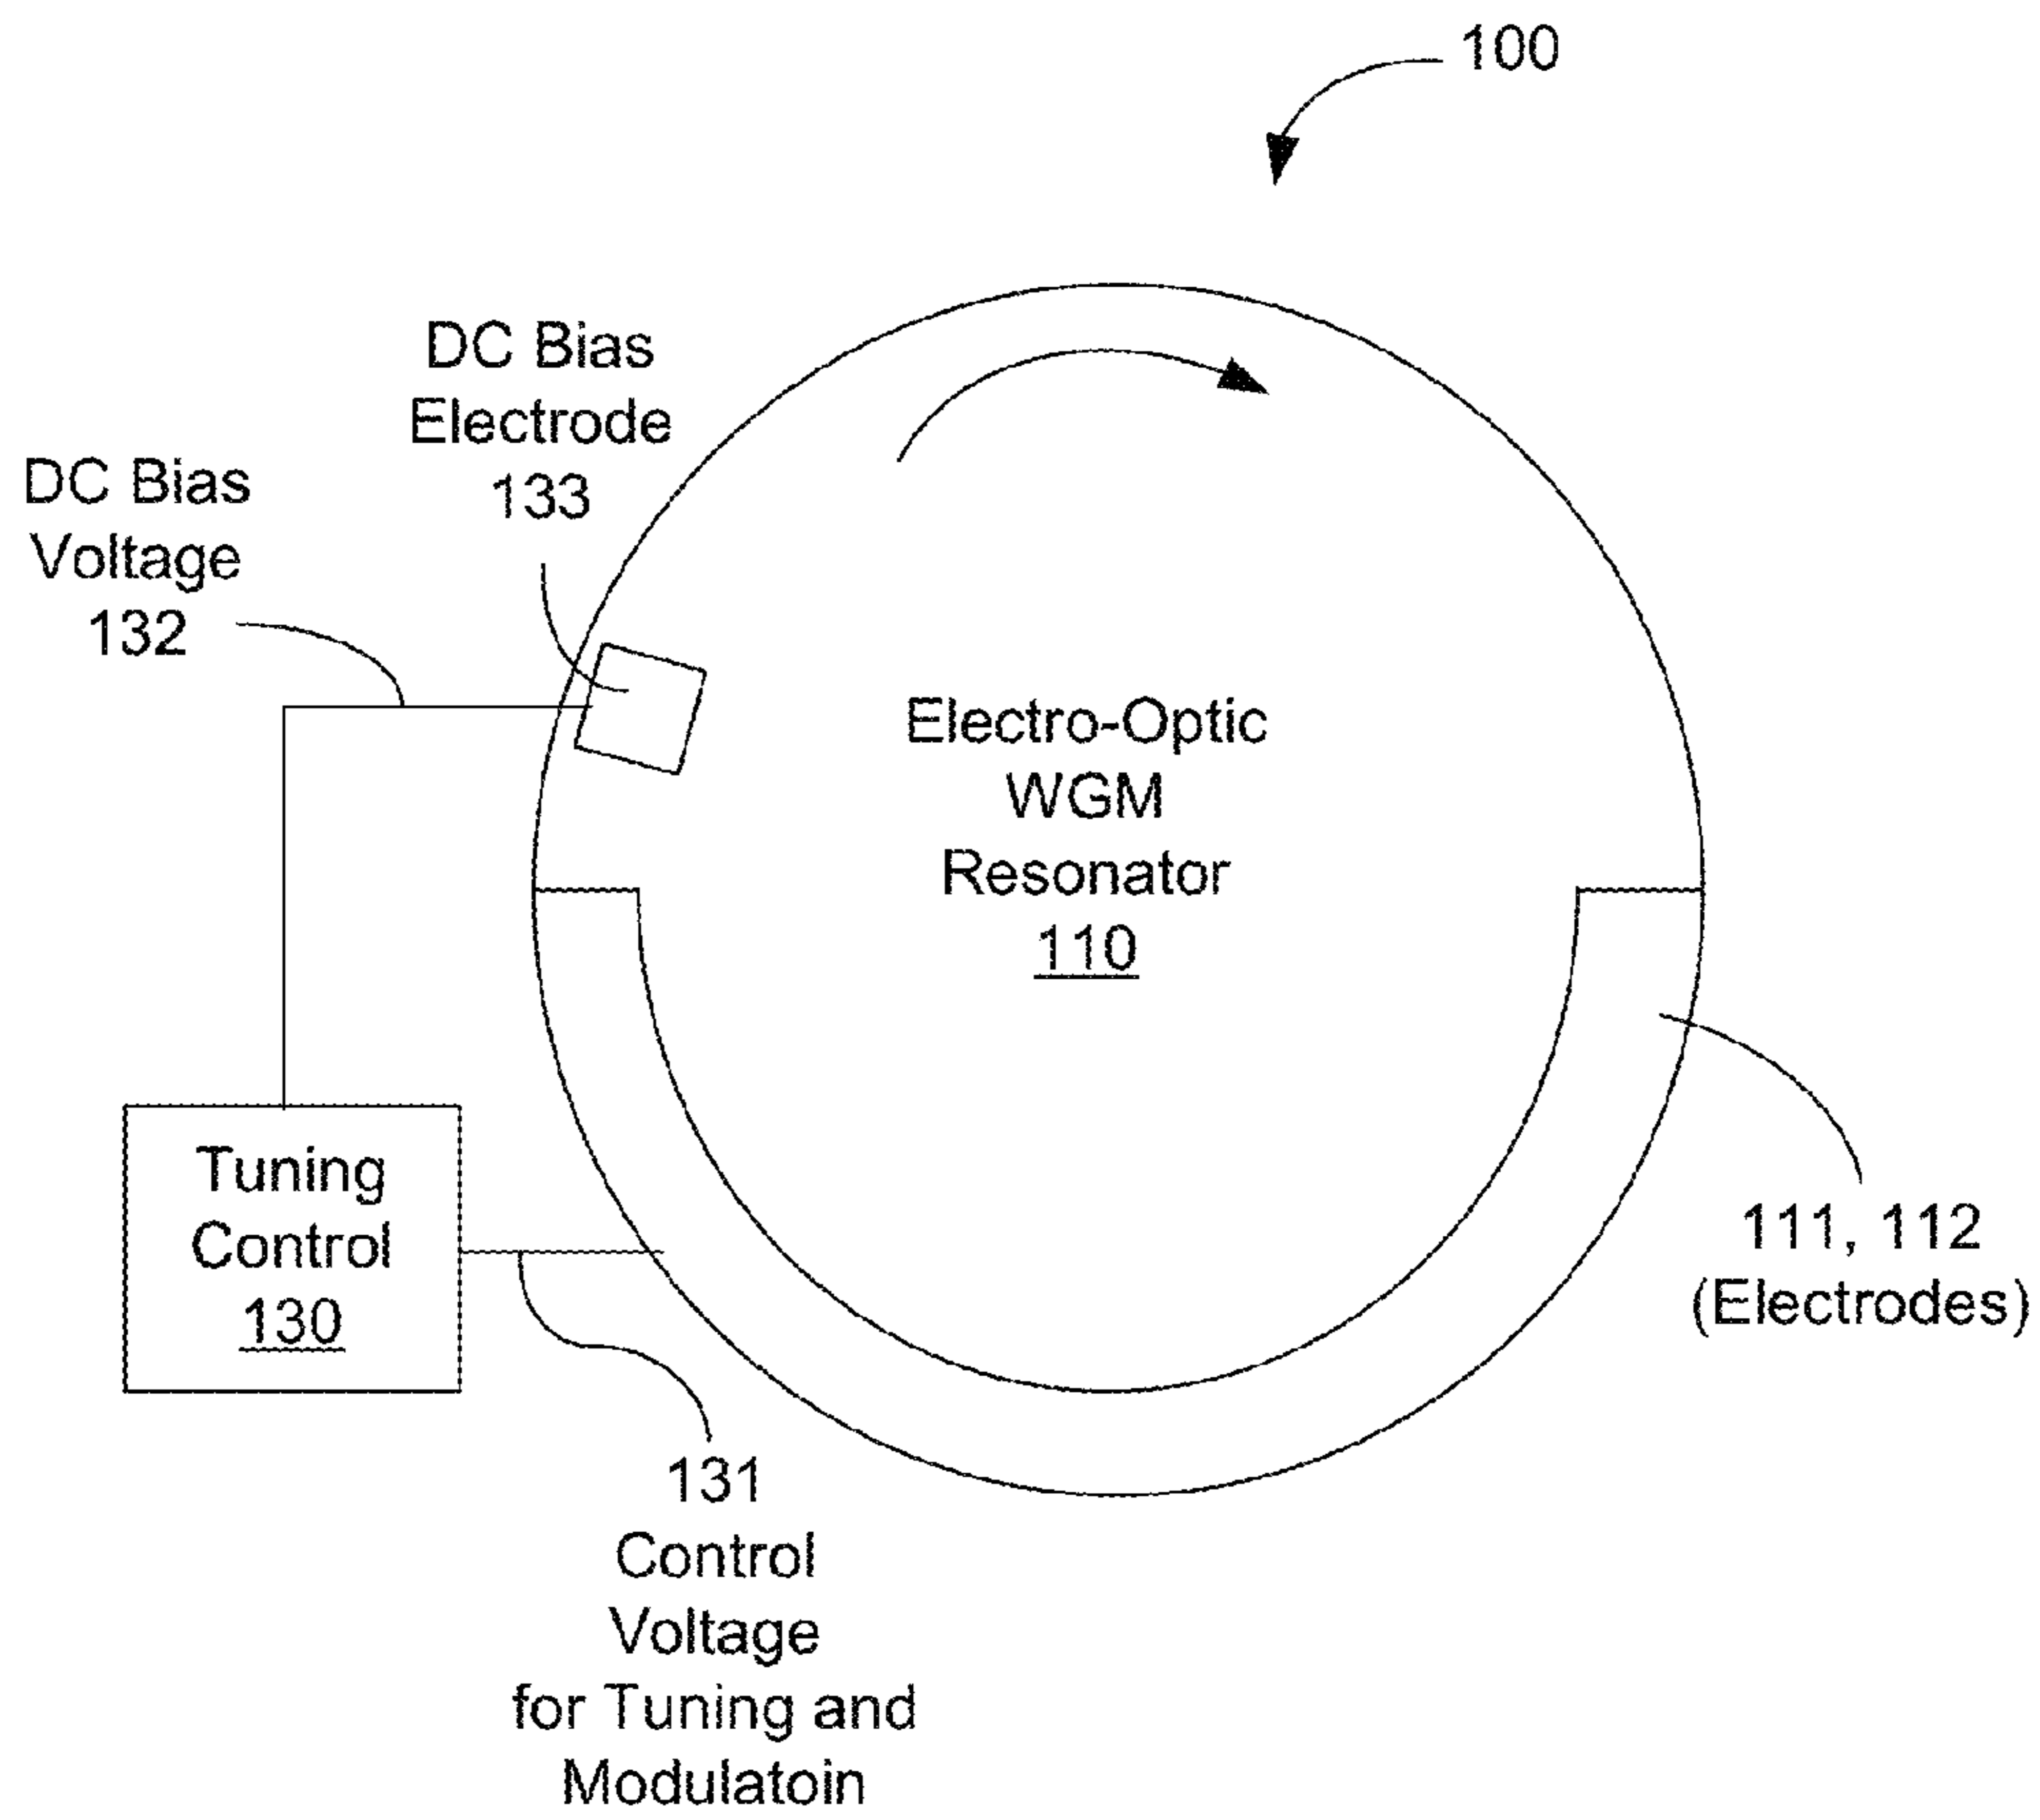 100
DC Bias
Electrode
133
DC Bias
Voltage
132
Electro-Optic
WGM
Resonator
110
Tuning
Control
130
111, 112
(Electrodes)
131
Control
Voltage
for Tuning and
Modulatoin